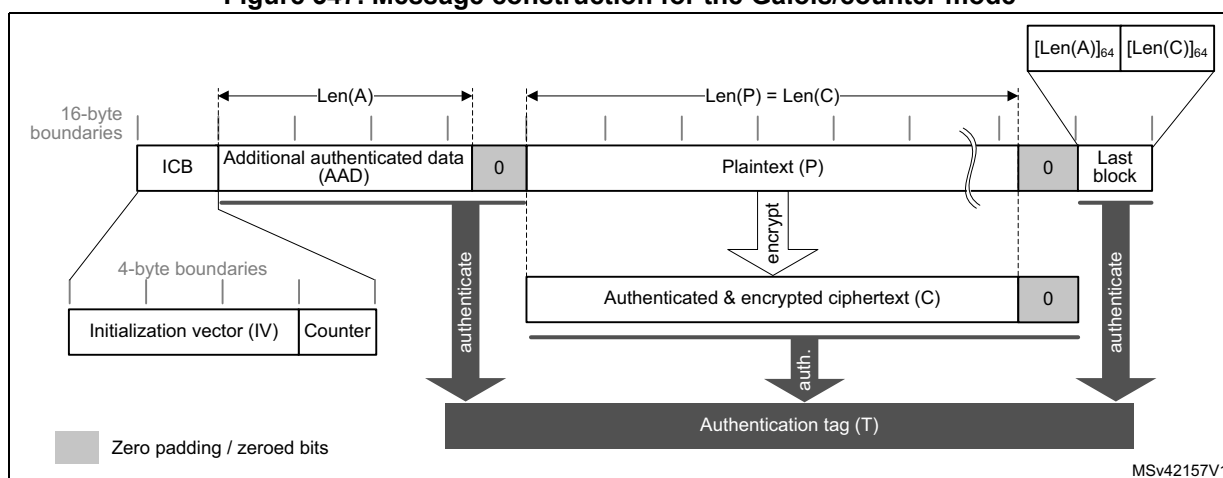 Figure 547. Message construction for the Galois/counter mode
[Len(A)]64 [Len(C)]64
Len(A)
Len(P) = Len(C)
16-byte
boundaries
ICB
Additional authenticated data
(AAD)
0
Plaintext (P)
0
Last
block
encrypt
4-byte boundaries
Initialization vector (IV)
Counter
authenticate
Authenticated & encrypted ciphertext (C)
0
authenticate
auth.
Authentication tag (T)
Zero padding / zeroed bits
MSv42157V1